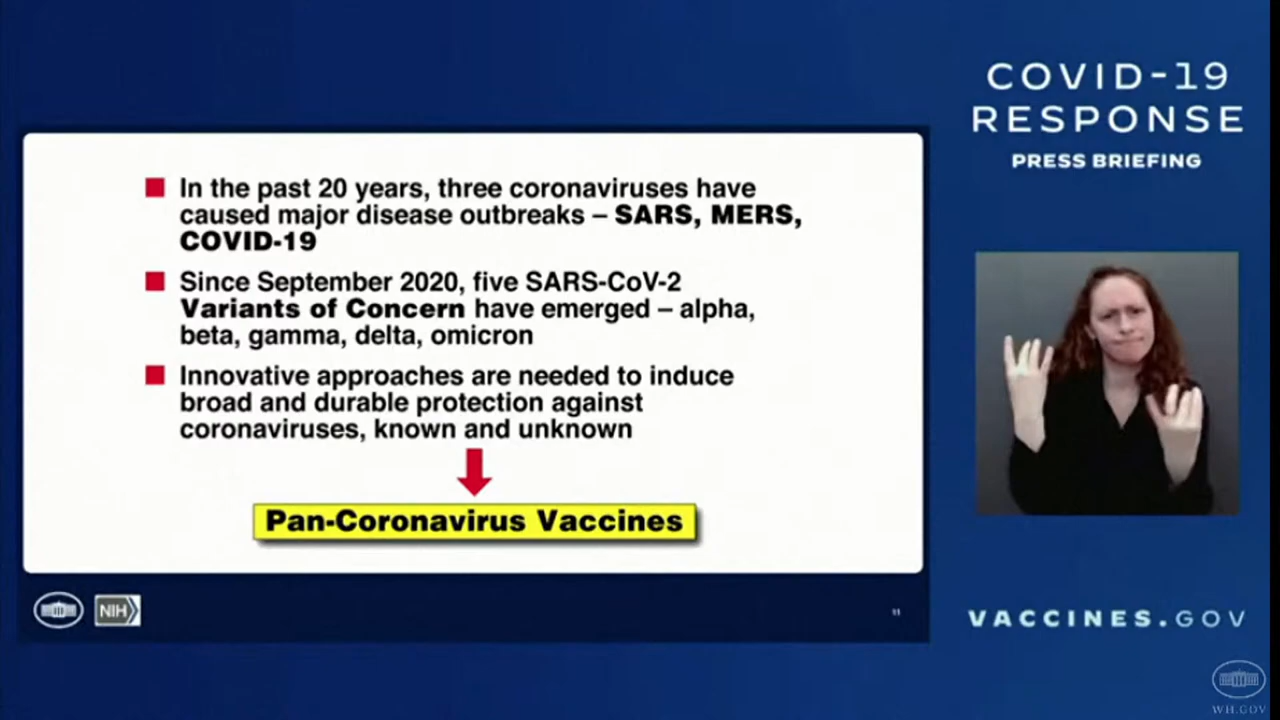 In the past 20 years, three coronaviruses have
caused major disease outbreaks – SARS, MERS,
COVID-19
Since September 2020, five SARS-CoV-2
Variants of Concern have emerged – alpha,
beta, gamma, delta, omicron
Innovative approaches are needed to induce
broad and durable protection against
coronaviruses, known and unknown
Pan-Coronavirus Vaccines
NIH
11
COVID-19
RESPONSE
PRESS BRIEFING
VACCINES.GOV
WH.GOV